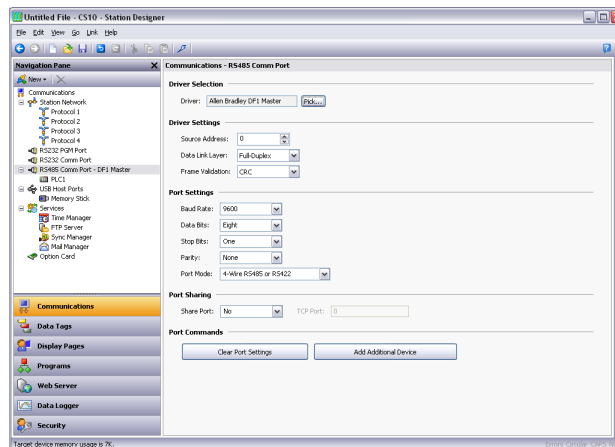 Untitled File - CS10 - Station Designer
File Edit View Go Link Help
Navigation Pane
New
Communications
Station Network
Protocol 1
Protocol 2
Protocol 3
Protocol 4
RS232 PGM Port
RS232 Comm Port
RS485 Comm Port - DF1 Master
PLC1
USB Host Ports
Memory Stick
Services
Time Manager
FTP Server
Sync Manager
Mail Manager
Option Card
Communications
Data Tags
Display Pages
Programs
Web Server
Data Logger
Security
Communications - RS485 Comm Port
Driver Selection
Driver: Allen Bradley DF1 Master Pick...
Driver Settings
Source Address: 0
Data Link Layer: Full-Duplex
Frame Validation: CRC
Port Settings
Baud Rate: 9600
Data Bits: Eight
Stop Bits: One
Parity: None
Port Mode: 4-Wire RS485 or RS422
Port Sharing
Share Port: No TCP Port: 0
Port Commands
Clear Port Settings Add Additional Device
Target device memory usage is 7K. Errors Circular CAPS